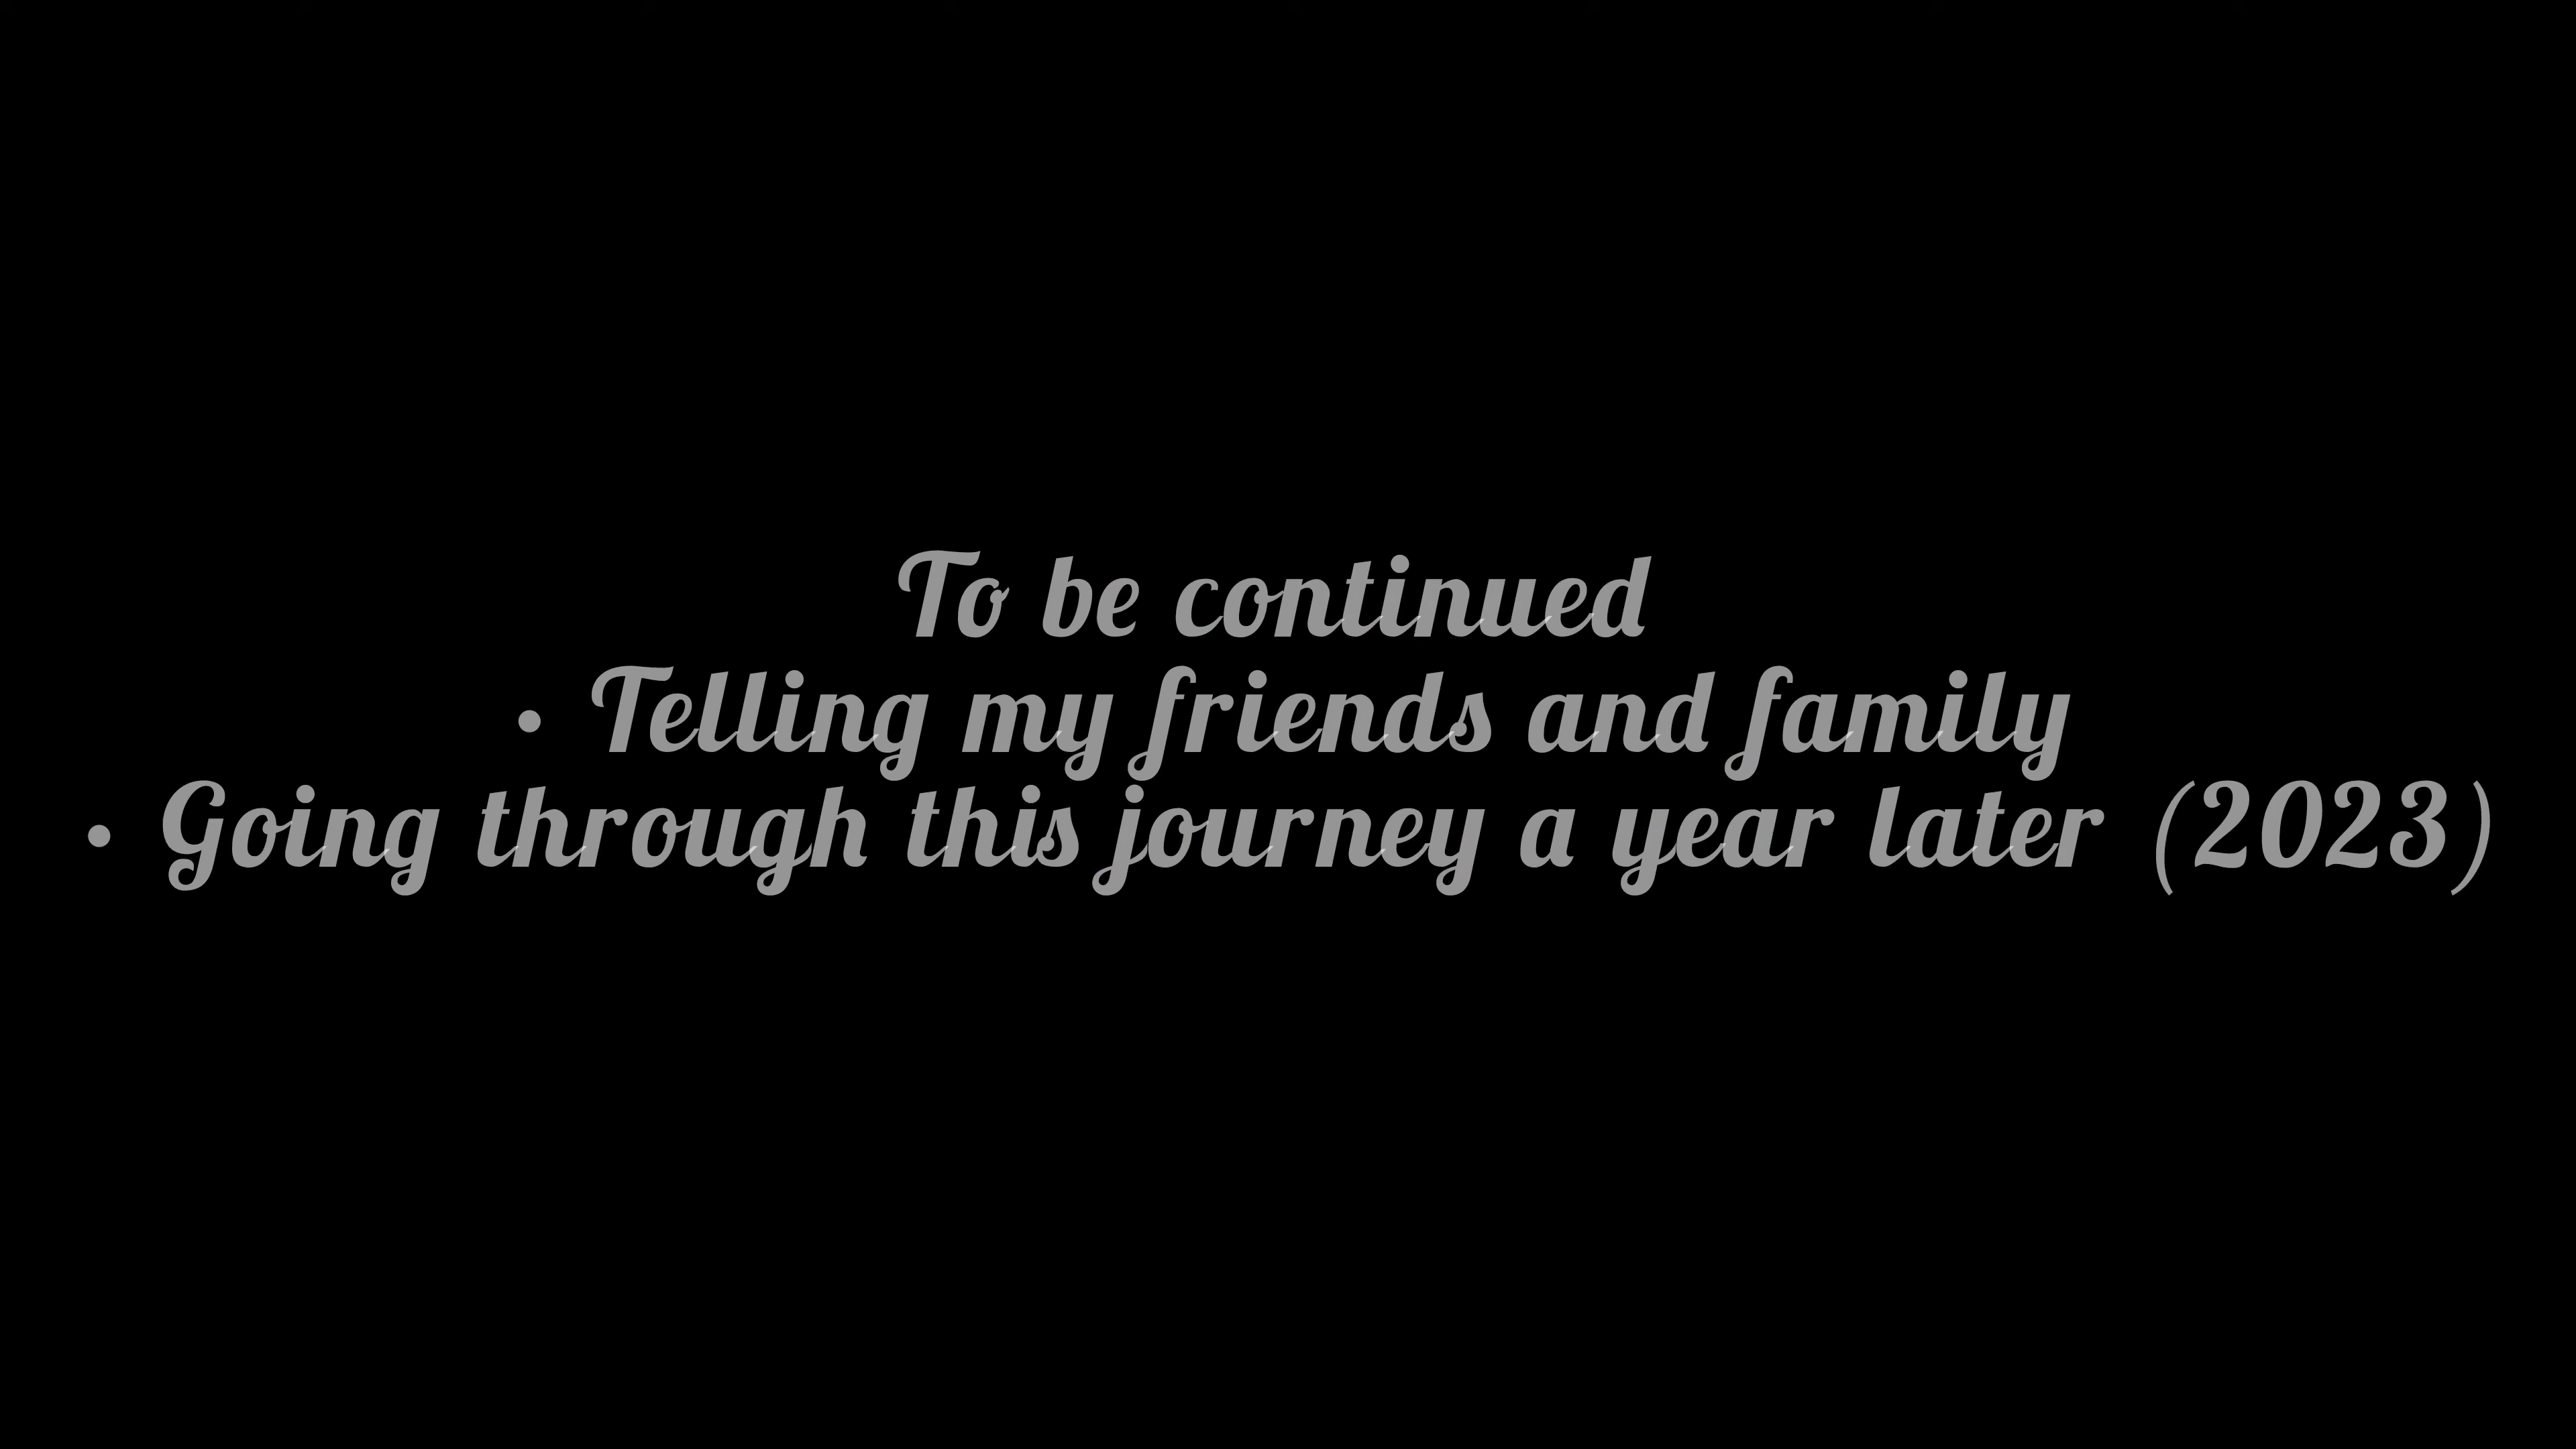 To be continued
• Telling my friends and family
• Going through this journey a year later (2023)